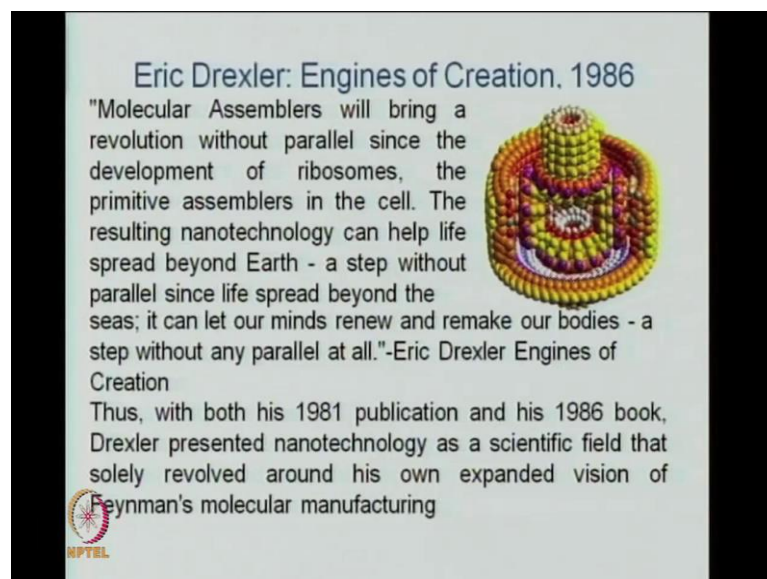 Eric Drexler: Engines of Creation, 1986
"Molecular Assemblers will bring a
revolution without parallel since the
development of ribosomes, the
primitive assemblers in the cell. The
resulting nanotechnology can help life
spread beyond Earth - a step without
parallel since life spread beyond the
seas; it can let our minds renew and remake our bodies - a
step without any parallel at all."-Eric Drexler Engines of
Creation
Thus, with both his 1981 publication and his 1986 book,
Drexler presented nanotechnology as a scientific field that
solely revolved around his own expanded vision of
Feynman's molecular manufacturing
NPTEL